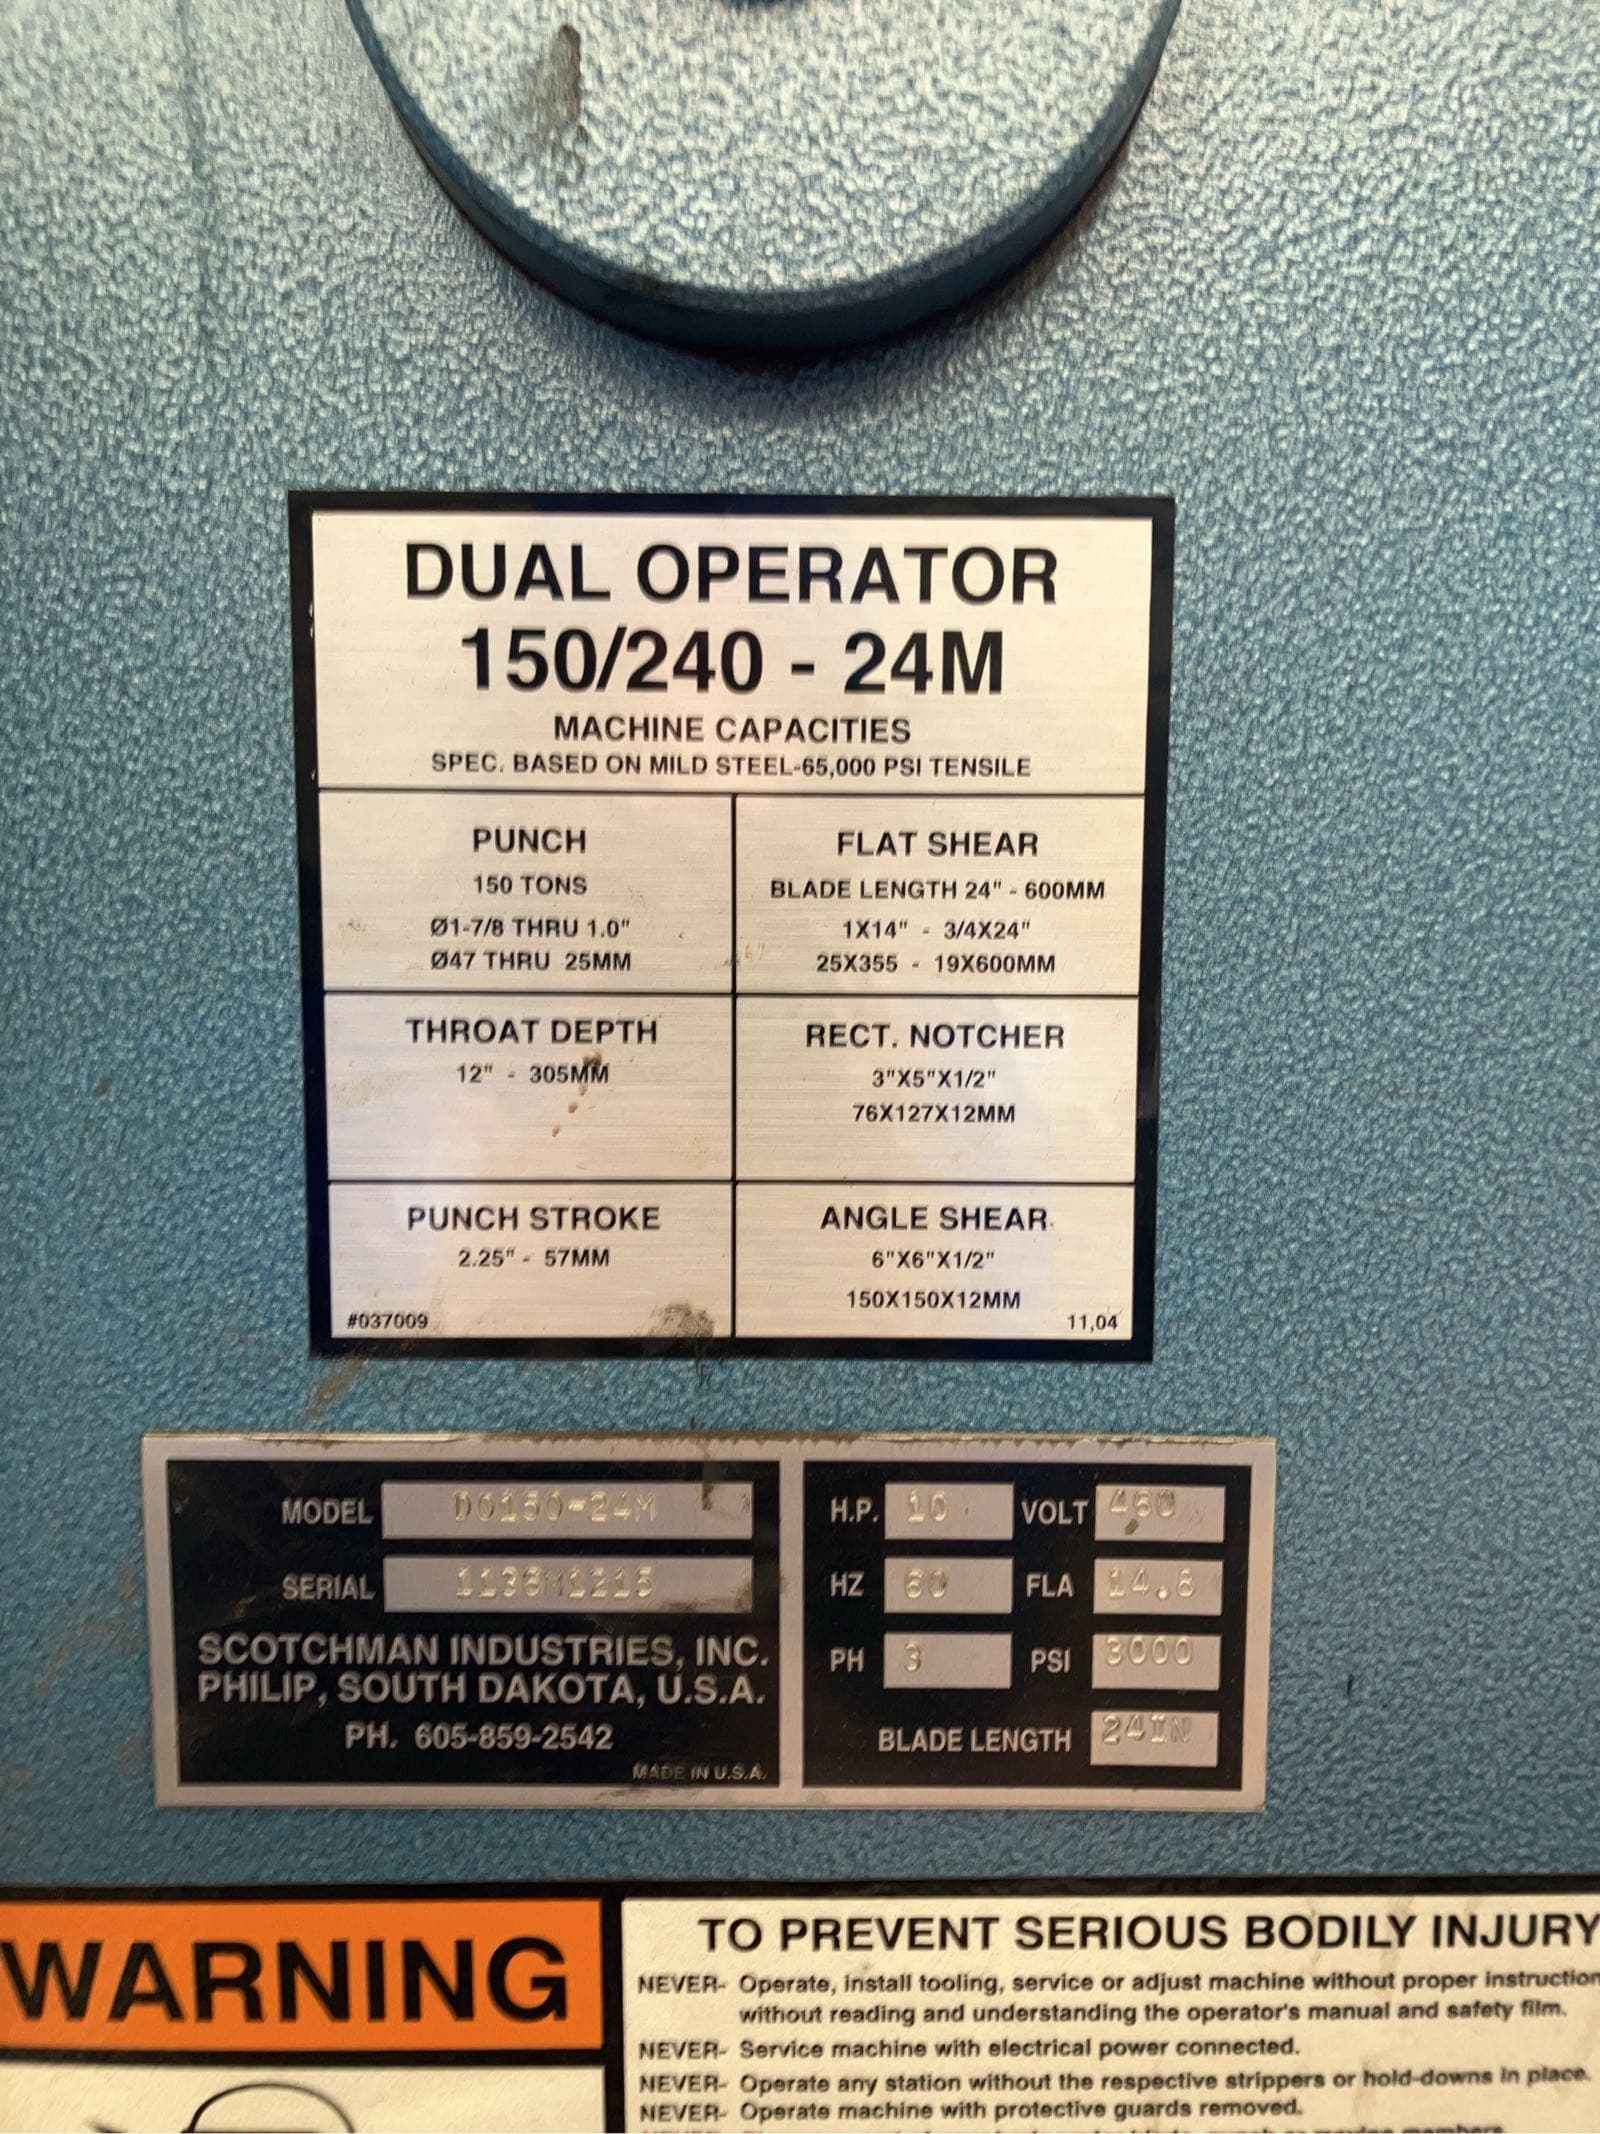 DUAL OPERATOR
150/240 - 24M
MACHINE CAPACITIES
SPEC. BASED ON MILD STEEL-65,000 PSI TENSILE
PUNCH
150 TONS
Ø1-7/8 THRU 1.0"
Ø47 THRU 25MM
FLAT SHEAR
BLADE LENGTH 24" - 600MM
1X14" - 3/4X24"
25X355 - 19X600MM
THROAT DEPTH
12" - 305MM
RECT. NOTCHER
3"X5"X1/2"
76X127X12MM
PUNCH STROKE
2.25" - 57MM
#037009
ANGLE SHEAR
6"X6"X1/2"
150X150X12MM
11,04
MODEL DO150-24M
SERIAL 1136M1215
SCOTCHMAN INDUSTRIES, INC.
PHILIP, SOUTH DAKOTA, U.S.A.
PH. 605-859-2542
MADE IN U.S.A.
H.P. 10 VOLT 460
HZ 60 FLA 14.8
PH 3 PSI 3000
BLADE LENGTH 24IN
WARNING
TO PREVENT SERIOUS BODILY INJURY
NEVER- Operate, install tooling, service or adjust machine without proper instruction
without reading and understanding the operator's manual and safety film.
NEVER- Service machine with electrical power connected.
NEVER- Operate any station without the respective strippers or hold-downs in place.
NEVER- Operate machine with protective guards removed.